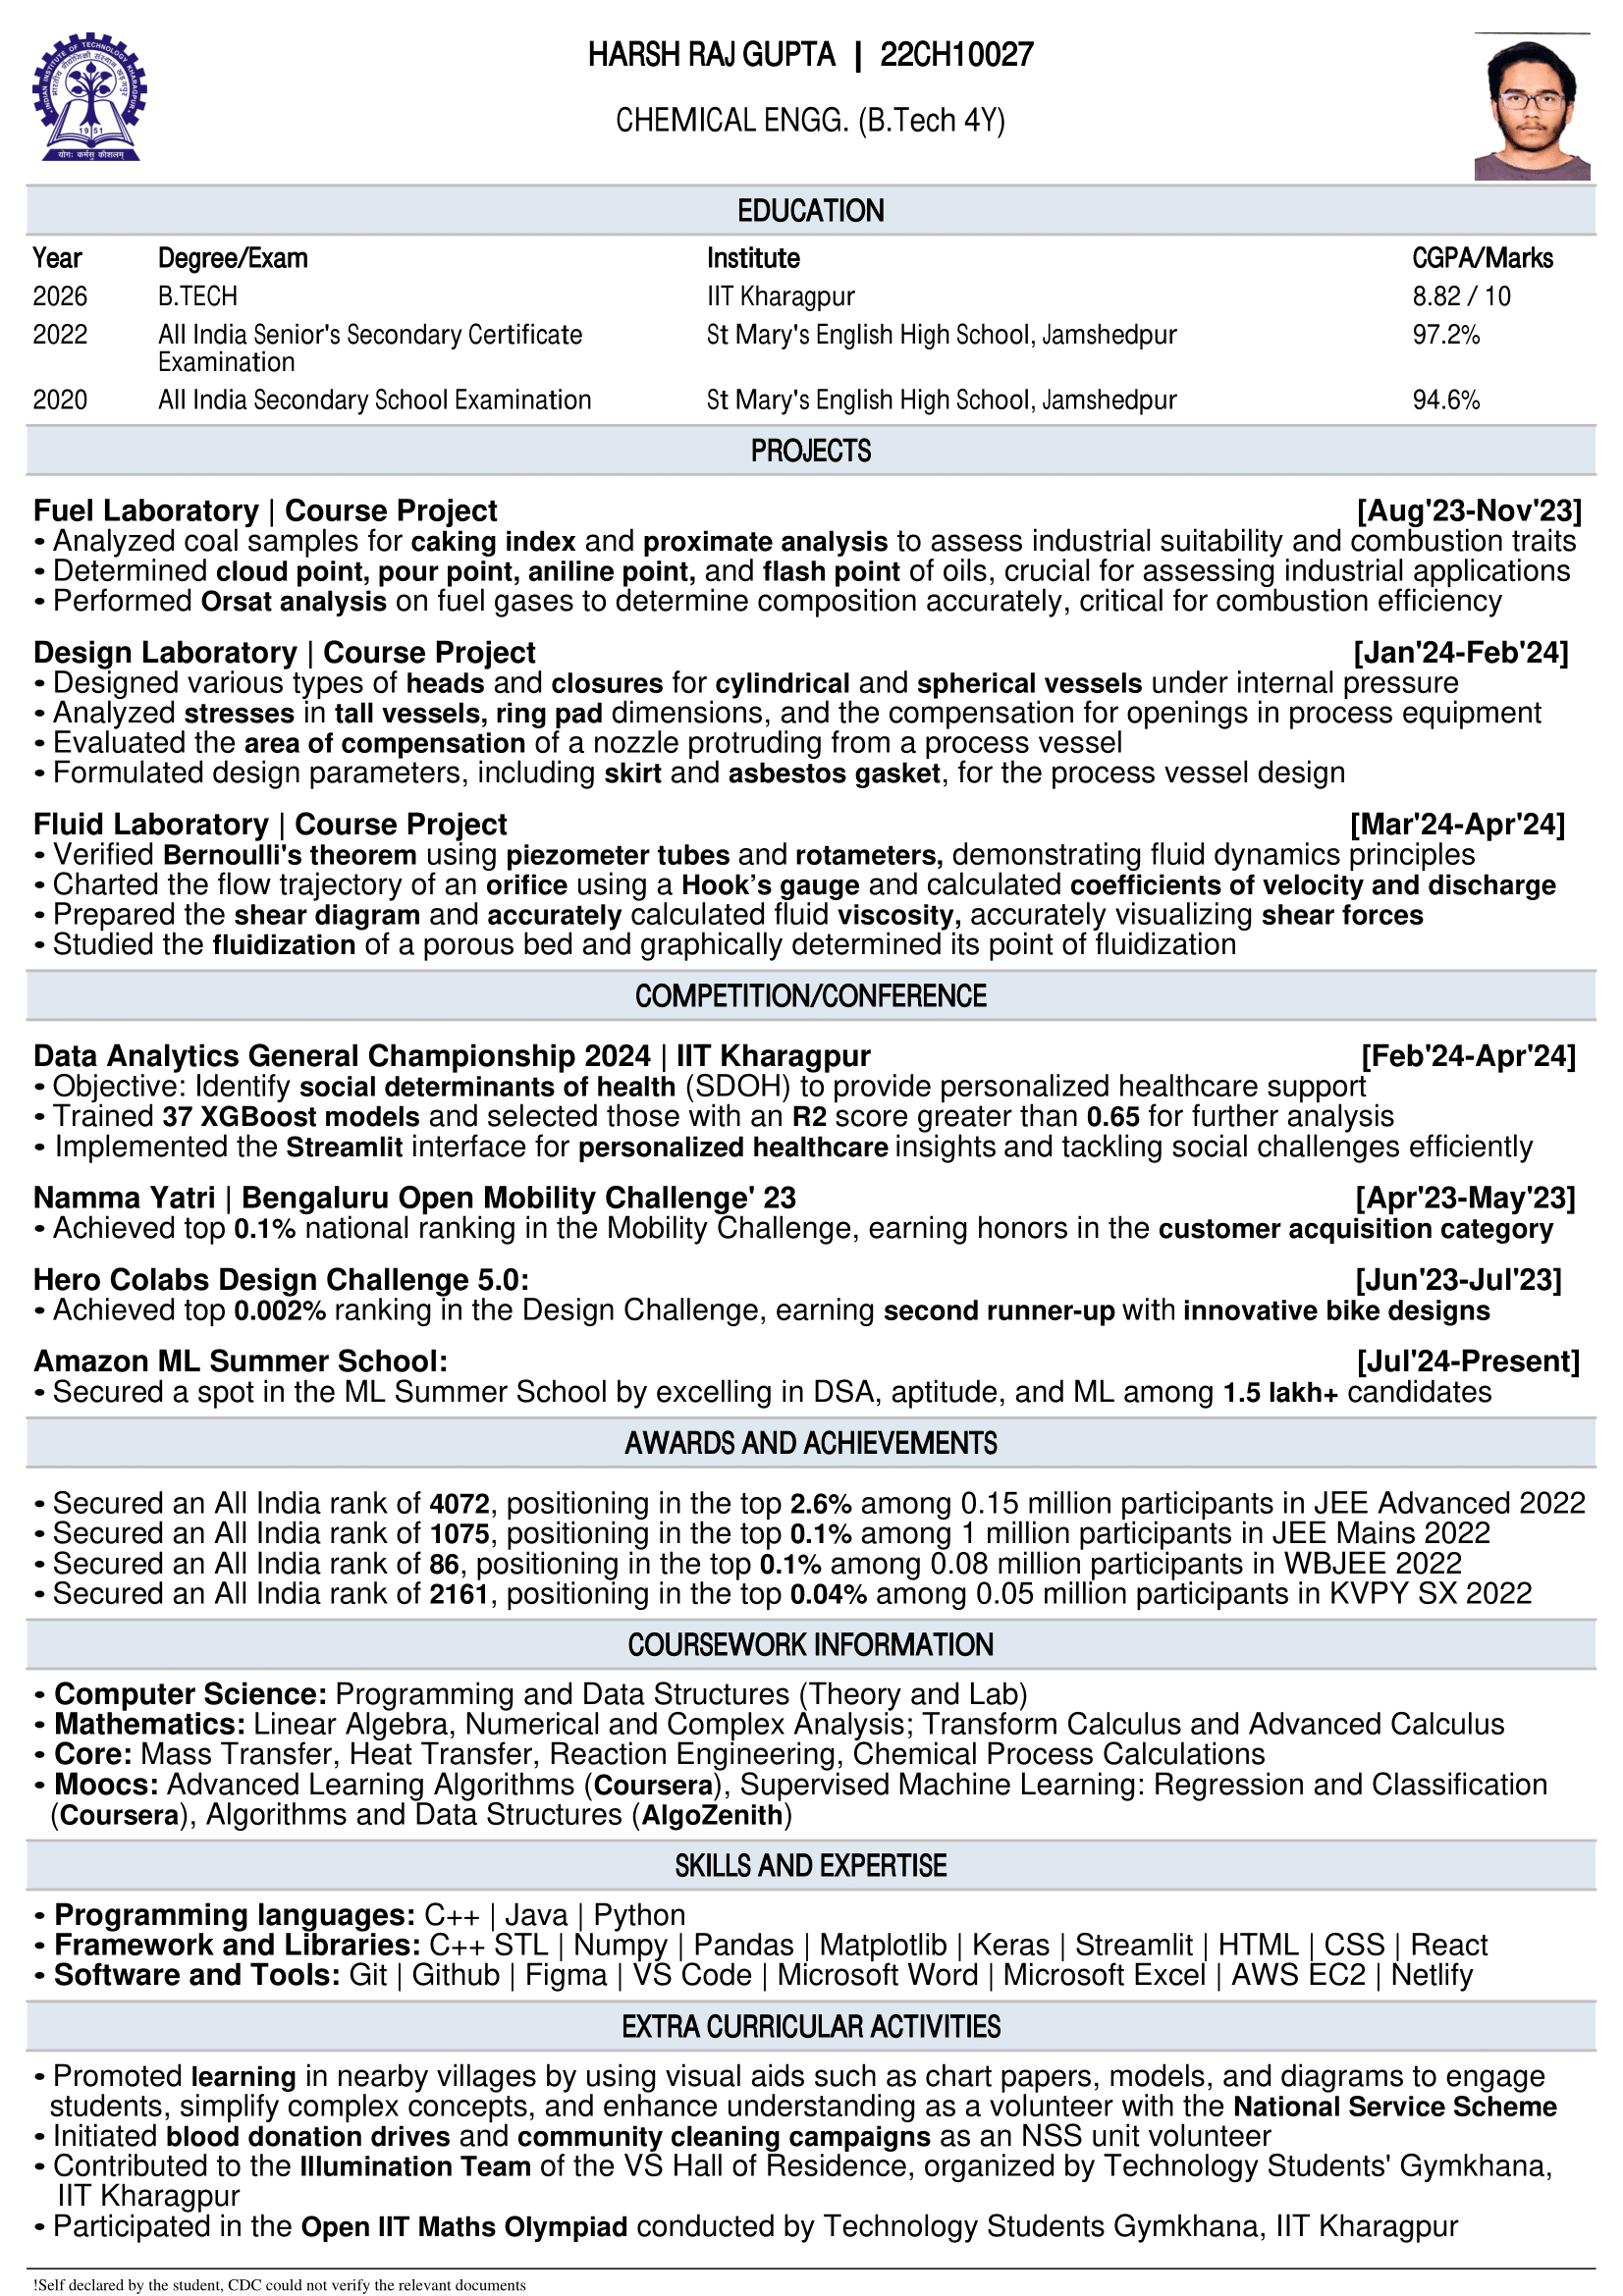 INDIAN INSTITUTE OF TECHNOLOGY KHARAGPUR
1951
योगः कर्मसु कौशलम्
HARSH RAJ GUPTA | 22CH10027
CHEMICAL ENGG. (B.Tech 4Y)
EDUCATION
Year Degree/Exam Institute CGPA/Marks
2026 B.TECH IIT Kharagpur 8.82 / 10
2022 All India Senior's Secondary Certificate St Mary's English High School, Jamshedpur 97.2%
Examination
2020 All India Secondary School Examination St Mary's English High School, Jamshedpur 94.6%
PROJECTS
Fuel Laboratory | Course Project [Aug'23-Nov'23]
• Analyzed coal samples for caking index and proximate analysis to assess industrial suitability and combustion traits
• Determined cloud point, pour point, aniline point, and flash point of oils, crucial for assessing industrial applications
• Performed Orsat analysis on fuel gases to determine composition accurately, critical for combustion efficiency
Design Laboratory | Course Project [Jan'24-Feb'24]
• Designed various types of heads and closures for cylindrical and spherical vessels under internal pressure
• Analyzed stresses in tall vessels, ring pad dimensions, and the compensation for openings in process equipment
• Evaluated the area of compensation of a nozzle protruding from a process vessel
• Formulated design parameters, including skirt and asbestos gasket, for the process vessel design
Fluid Laboratory | Course Project [Mar'24-Apr'24]
• Verified Bernoulli's theorem using piezometer tubes and rotameters, demonstrating fluid dynamics principles
• Charted the flow trajectory of an orifice using a Hook’s gauge and calculated coefficients of velocity and discharge
• Prepared the shear diagram and accurately calculated fluid viscosity, accurately visualizing shear forces
• Studied the fluidization of a porous bed and graphically determined its point of fluidization
COMPETITION/CONFERENCE
Data Analytics General Championship 2024 | IIT Kharagpur [Feb'24-Apr'24]
• Objective: Identify social determinants of health (SDOH) to provide personalized healthcare support
• Trained 37 XGBoost models and selected those with an R2 score greater than 0.65 for further analysis
• Implemented the Streamlit interface for personalized healthcare insights and tackling social challenges efficiently
Namma Yatri | Bengaluru Open Mobility Challenge' 23 [Apr'23-May'23]
• Achieved top 0.1% national ranking in the Mobility Challenge, earning honors in the customer acquisition category
Hero Colabs Design Challenge 5.0: [Jun'23-Jul'23]
• Achieved top 0.002% ranking in the Design Challenge, earning second runner-up with innovative bike designs
Amazon ML Summer School: [Jul'24-Present]
• Secured a spot in the ML Summer School by excelling in DSA, aptitude, and ML among 1.5 lakh+ candidates
AWARDS AND ACHIEVEMENTS
• Secured an All India rank of 4072, positioning in the top 2.6% among 0.15 million participants in JEE Advanced 2022
• Secured an All India rank of 1075, positioning in the top 0.1% among 1 million participants in JEE Mains 2022
• Secured an All India rank of 86, positioning in the top 0.1% among 0.08 million participants in WBJEE 2022
• Secured an All India rank of 2161, positioning in the top 0.04% among 0.05 million participants in KVPY SX 2022
COURSEWORK INFORMATION
• Computer Science: Programming and Data Structures (Theory and Lab)
• Mathematics: Linear Algebra, Numerical and Complex Analysis; Transform Calculus and Advanced Calculus
• Core: Mass Transfer, Heat Transfer, Reaction Engineering, Chemical Process Calculations
• Moocs: Advanced Learning Algorithms (Coursera), Supervised Machine Learning: Regression and Classification
(Coursera), Algorithms and Data Structures (AlgoZenith)
SKILLS AND EXPERTISE
• Programming languages: C++ | Java | Python
• Framework and Libraries: C++ STL | Numpy | Pandas | Matplotlib | Keras | Streamlit | HTML | CSS | React
• Software and Tools: Git | Github | Figma | VS Code | Microsoft Word | Microsoft Excel | AWS EC2 | Netlify
EXTRA CURRICULAR ACTIVITIES
• Promoted learning in nearby villages by using visual aids such as chart papers, models, and diagrams to engage
students, simplify complex concepts, and enhance understanding as a volunteer with the National Service Scheme
• Initiated blood donation drives and community cleaning campaigns as an NSS unit volunteer
• Contributed to the Illumination Team of the VS Hall of Residence, organized by Technology Students' Gymkhana,
IIT Kharagpur
• Participated in the Open IIT Maths Olympiad conducted by Technology Students Gymkhana, IIT Kharagpur
!Self declared by the student, CDC could not verify the relevant documents